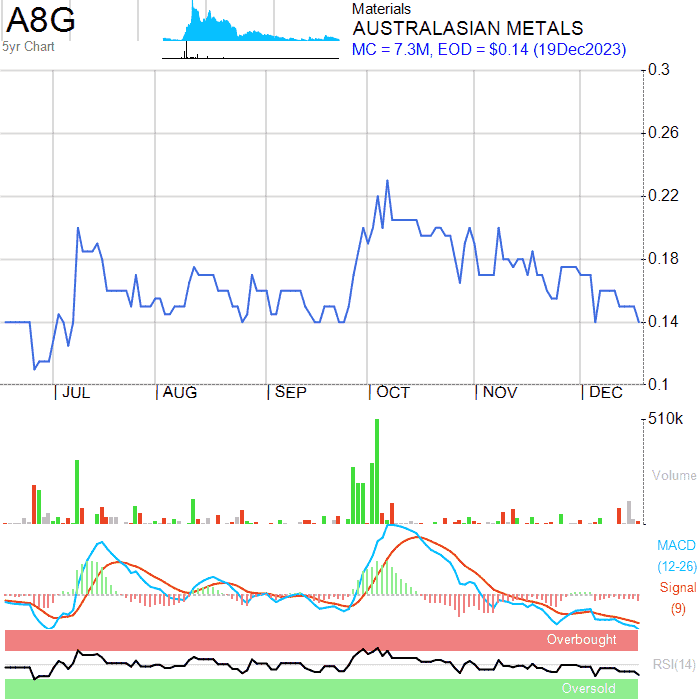 A8G
5yr Chart
Materials
AUSTRALASIAN METALS
MC = 7.3M, EOD = $0.14 (19Dec2023)
0.3
0.26
0.22
0.18
0.14
0.1
JUL AUG SEP OCT NOV DEC
510k
Volume
MACD
(12-26)
Signal
(9)
Overbought
RSI(14)
Oversold